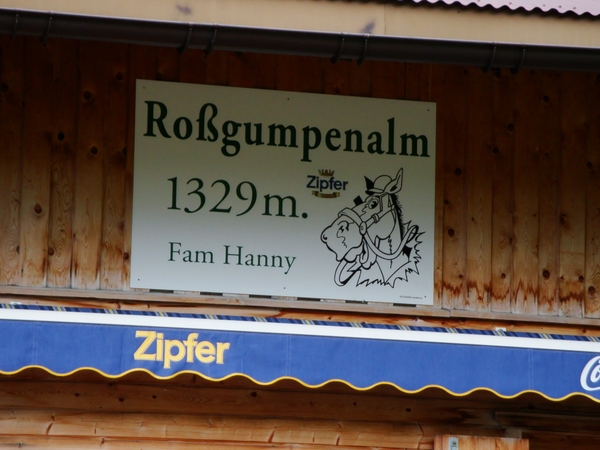 Roßgumpenalm
Zipfer
1329 m.
Fam Hanny
Zipfer